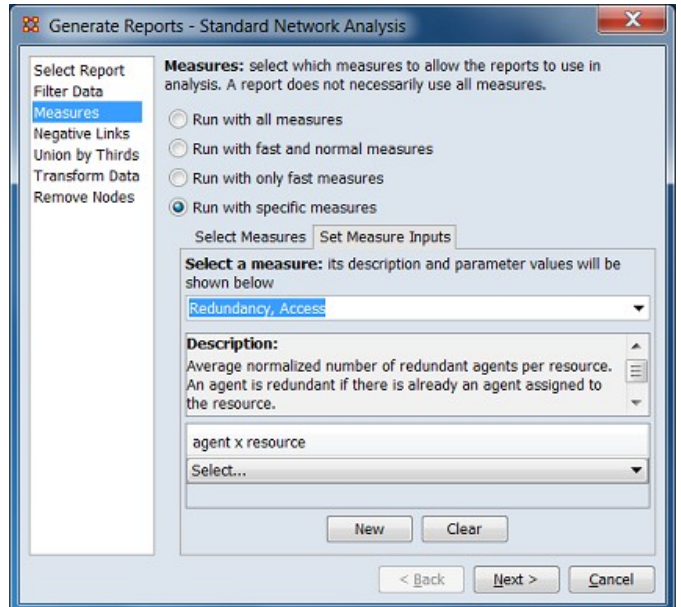 Generate Reports - Standard Network Analysis
Select Report
Filter Data
Measures
Negative Links
Union by Thirds
Transform Data
Remove Nodes
Measures: select which measures to allow the reports to use in
analysis. A report does not necessarily use all measures.
Run with all measures
Run with fast and normal measures
Run with only fast measures
Run with specific measures
Select Measures Set Measure Inputs
Select a measure: its description and parameter values will be
shown below
Redundancy, Access
Description:
Average normalized number of redundant agents per resource.
An agent is redundant if there is already an agent assigned to
the resource.
agent x resource
Select...
New Clear
< Back Next > Cancel